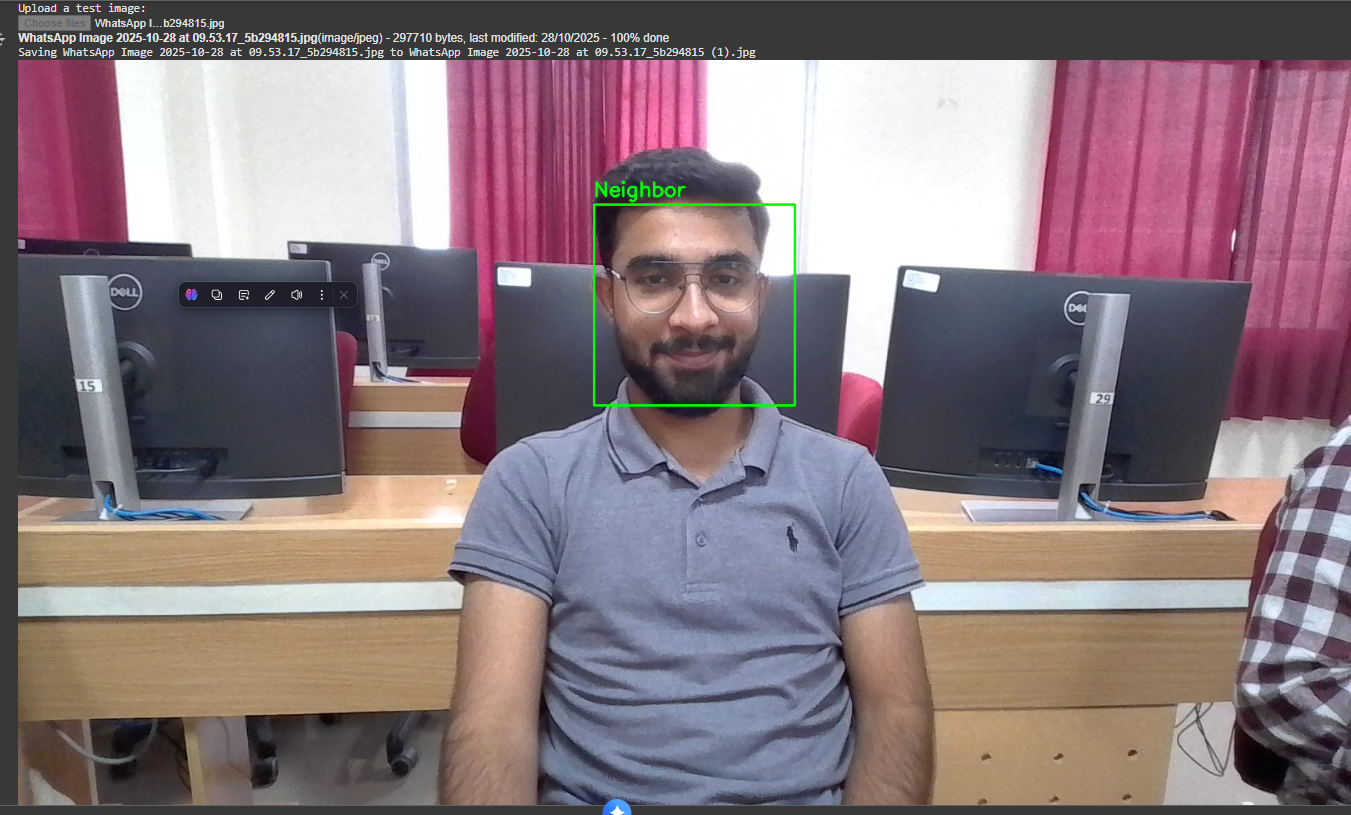 Upload a test image:
Choose files WhatsApp I...b294815.jpg
WhatsApp Image 2025-10-28 at 09.53.17_5b294815.jpg(image/jpeg) - 297710 bytes, last modified: 28/10/2025 - 100% done
Saving WhatsApp Image 2025-10-28 at 09.53.17_5b294815.jpg to WhatsApp Image 2025-10-28 at 09.53.17_5b294815 (1).jpg
Neighbor
DELL
15
29